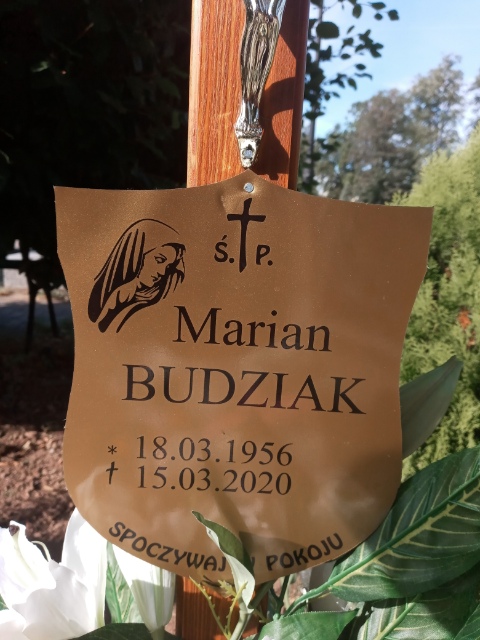 Ś. P.
Marian
BUDZIAK
* 18.03.1956
† 15.03.2020
SPOCZYWAJ W POKOJU